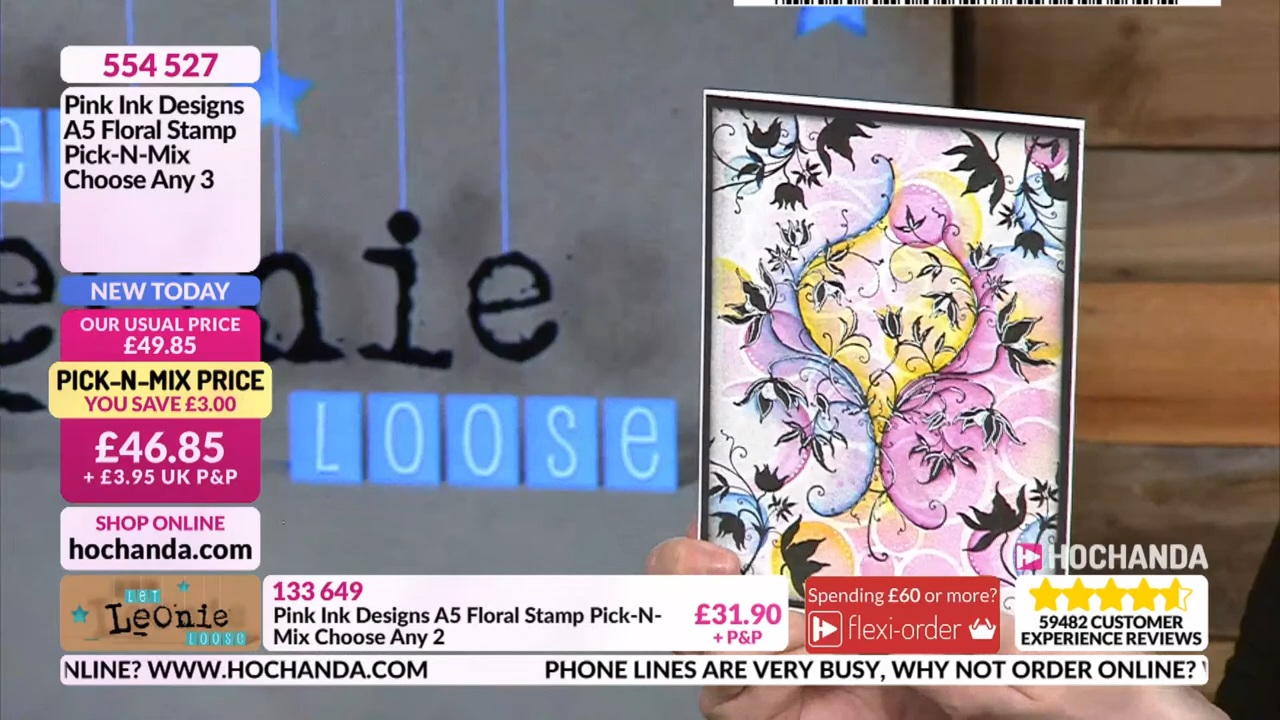 554 527
Pink Ink Designs
A5 Floral Stamp
Pick-N-Mix
Choose Any 3
NEW TODAY
OUR USUAL PRICE
£49.85
PICK-N-MIX PRICE
YOU SAVE £3.00
£46.85
+ £3.95 UK P&P
SHOP ONLINE
hochanda.com
e
eonie
LOOSe
HOCHANDA
LET
Leonie
LOOSE
133 649
Pink Ink Designs A5 Floral Stamp Pick-N-
Mix Choose Any 2
£31.90
+ P&P
Spending £60 or more?
flexi-order
59482 CUSTOMER
EXPERIENCE REVIEWS
NLINE? WWW.HOCHANDA.COM PHONE LINES ARE VERY BUSY, WHY NOT ORDER ONLINE?